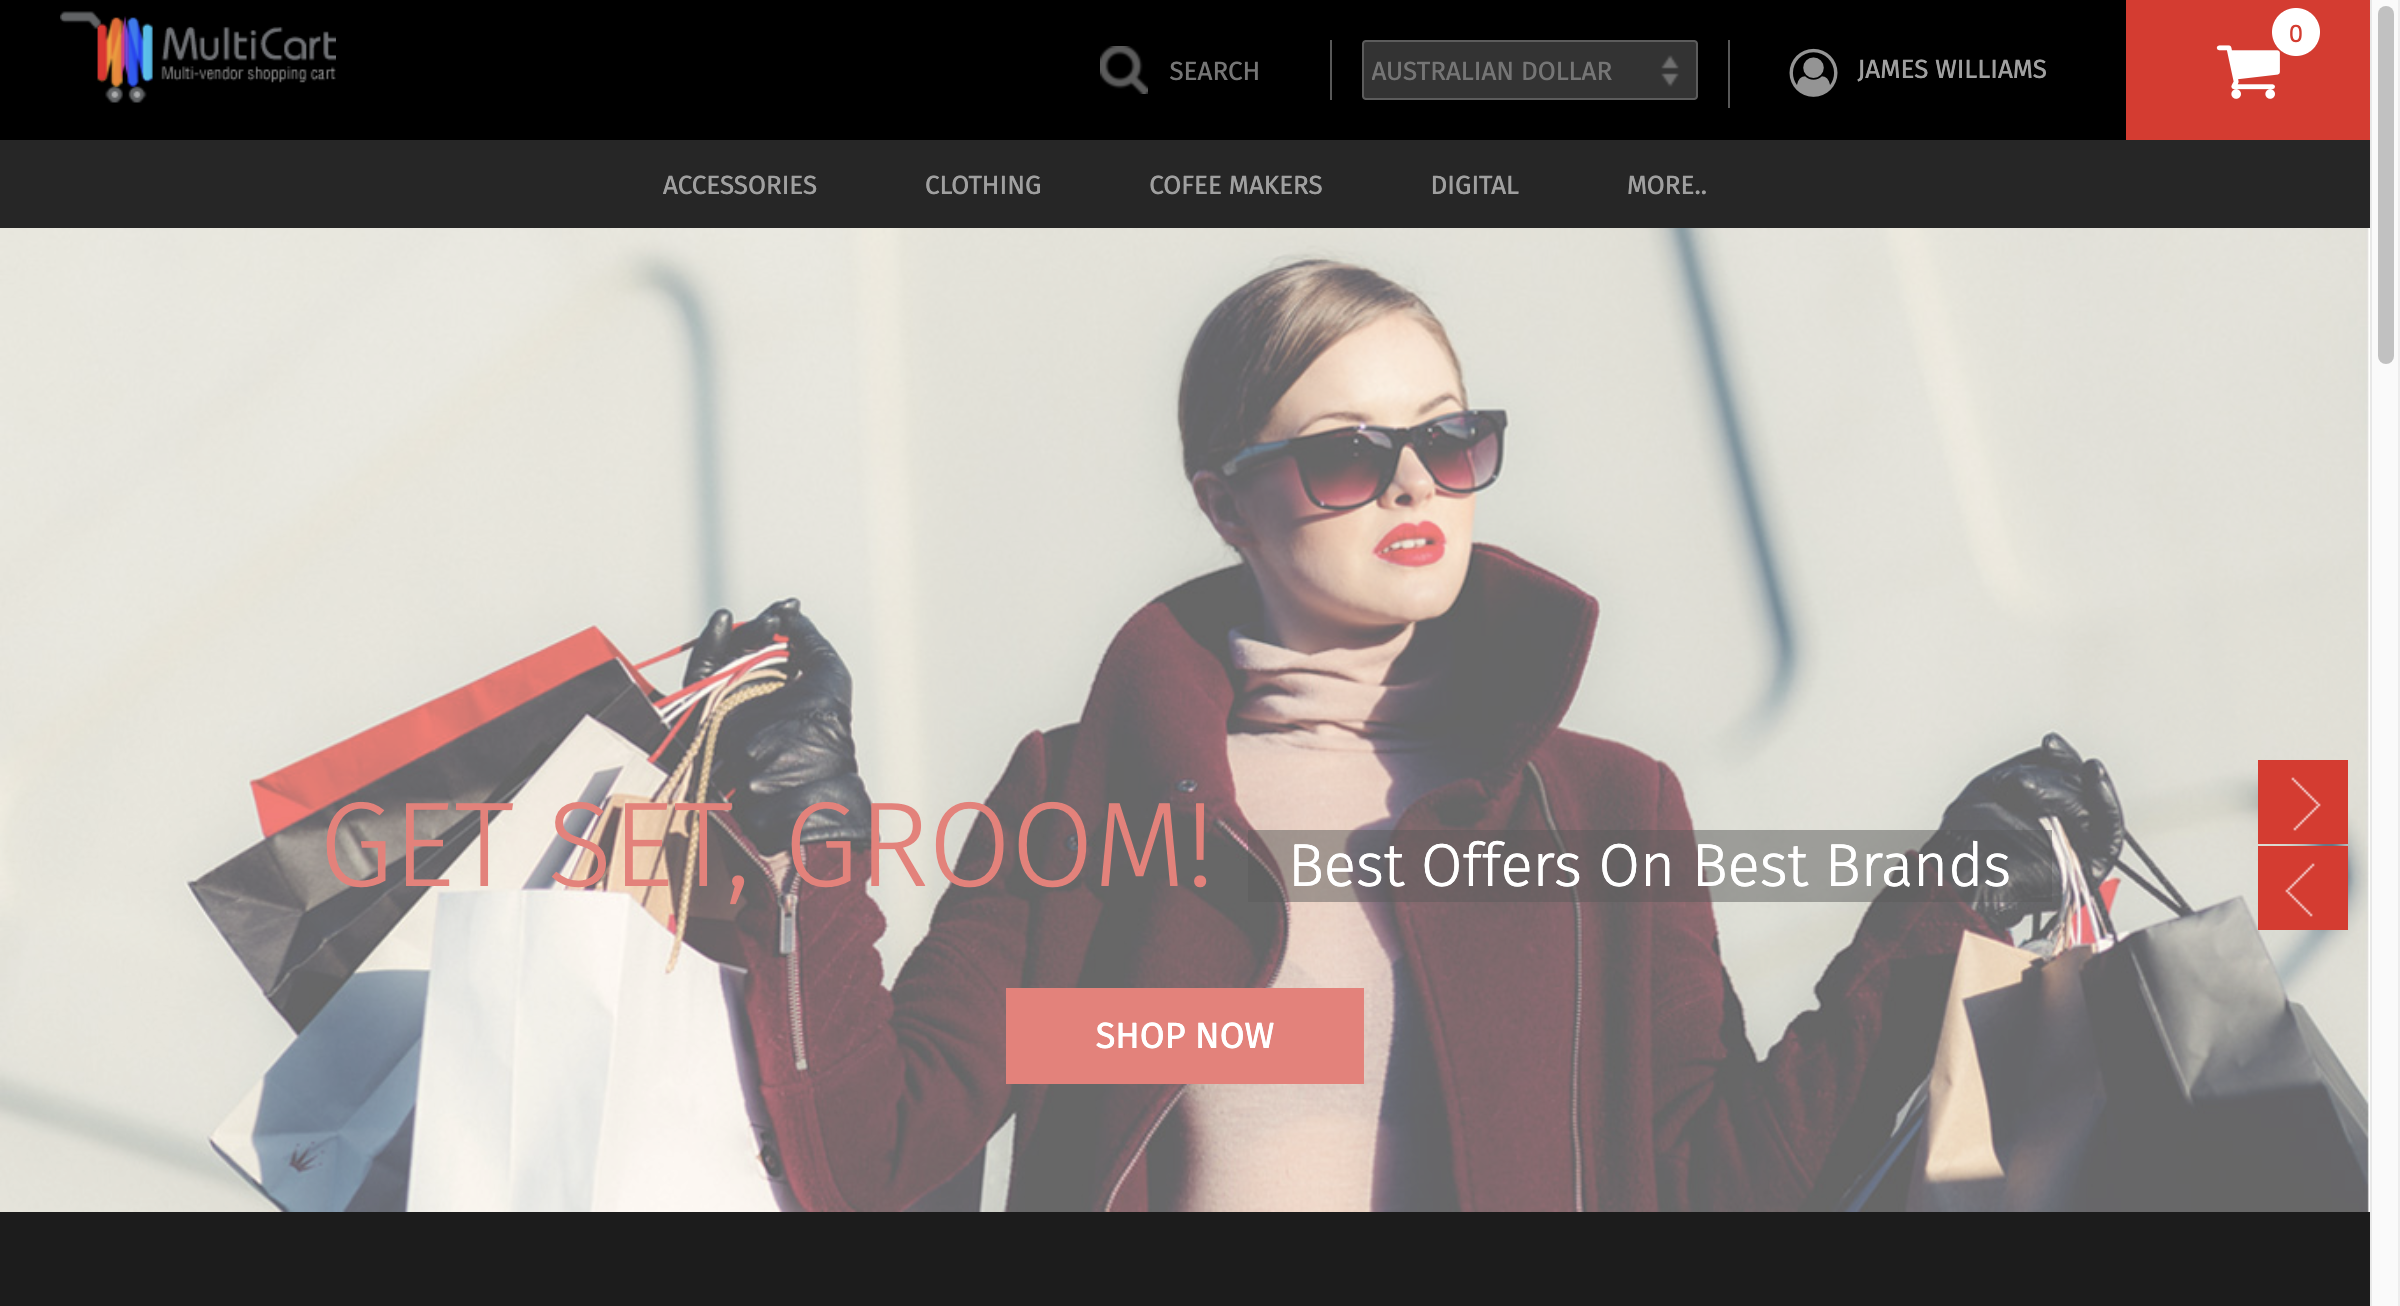 MultiCart
Multi-vendor shopping cart
SEARCH
AUSTRALIAN DOLLAR
JAMES WILLIAMS
0
ACCESSORIES
CLOTHING
COFEE MAKERS
DIGITAL
MORE..
GET SET, GROOM!
Best Offers On Best Brands
SHOP NOW